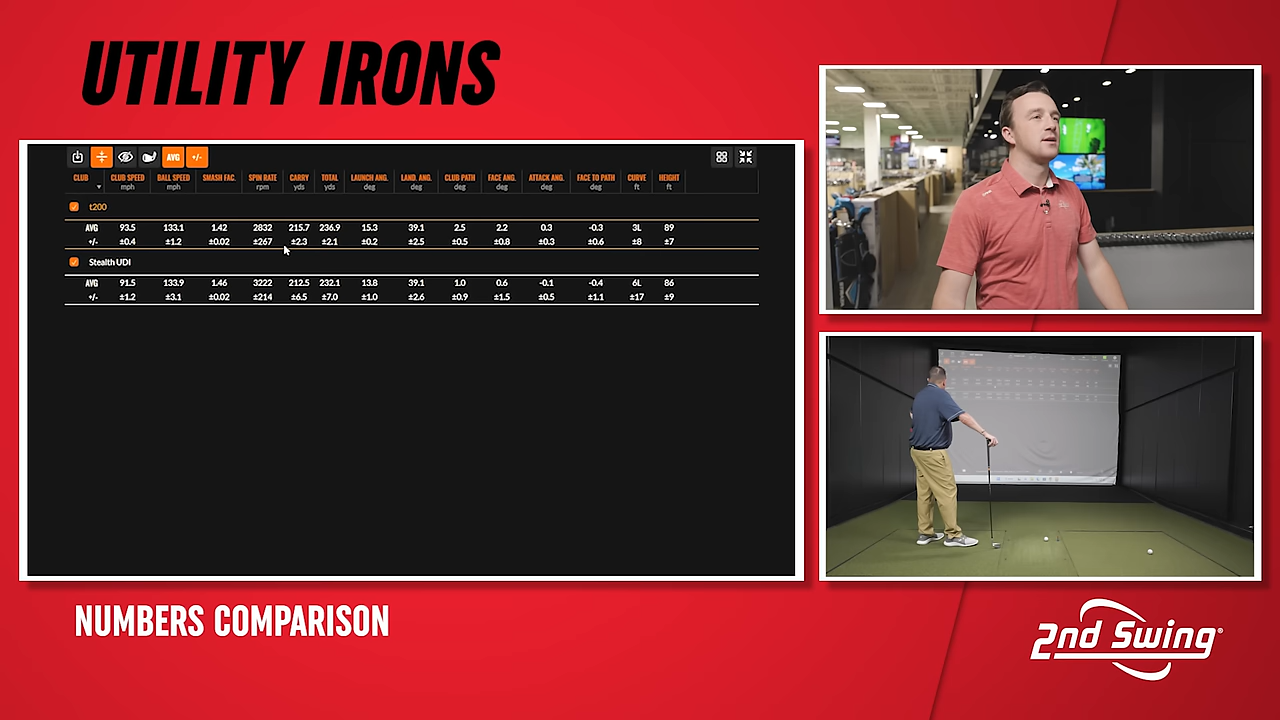 UTILITY IRONS
AVG +/-
CLUB CLUB SPEED BALL SPEED SMASH FAC. SPIN RATE CARRY TOTAL LAUNCH ANG. LAND. ANG. CLUB PATH FACE ANG. ATTACK ANG. FACE TO PATH CURVE HEIGHT
mph mph rpm yds yds deg deg deg deg deg deg ft ft
t200
AVG 93.5 133.1 1.42 2832 215.7 236.9 15.3 39.1 2.5 2.2 0.3 -0.3 3L 89
+/- ±0.4 ±1.2 ±0.02 ±267 ±2.3 ±2.1 ±0.2 ±2.5 ±0.5 ±0.8 ±0.3 ±0.6 ±8 ±7
Stealth UDI
AVG 91.5 133.9 1.46 3222 212.5 232.1 13.8 39.1 1.0 0.6 -0.1 -0.4 6L 86
+/- ±1.2 ±3.1 ±0.02 ±214 ±6.5 ±7.0 ±1.0 ±2.6 ±0.9 ±1.5 ±0.5 ±1.1 ±17 ±9
NUMBERS COMPARISON
2nd Swing®